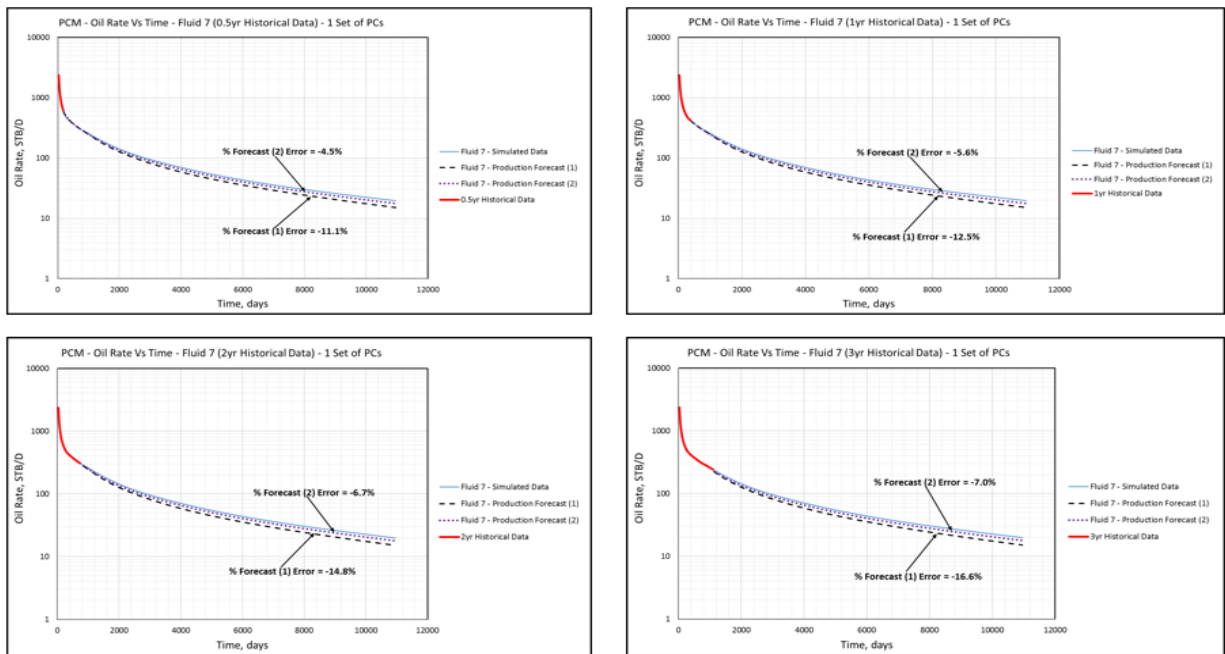 PCM - Oil Rate Vs Time - Fluid 7 (0.5yr Historical Data) - 1 Set of PCs
10000
1000
100
10
1
Oil Rate, STB/D
% Forecast (2) Error = -4.5%
% Forecast (1) Error = -11.1%
0 2000 4000 6000 8000 10000 12000
Time, days
Fluid 7 - Simulated Data
Fluid 7 - Production Forecast (1)
Fluid 7 - Production Forecast (2)
0.5yr Historical Data
PCM - Oil Rate Vs Time - Fluid 7 (1yr Historical Data) - 1 Set of PCs
10000
1000
100
10
1
Oil Rate, STB/D
% Forecast (2) Error = -5.6%
% Forecast (1) Error = -12.5%
0 2000 4000 6000 8000 10000 12000
Time, days
Fluid 7 - Simulated Data
Fluid 7 - Production Forecast (1)
Fluid 7 - Production Forecast (2)
1yr Historical Data
PCM - Oil Rate Vs Time - Fluid 7 (2yr Historical Data) - 1 Set of PCs
10000
1000
100
10
1
Oil Rate, STB/D
% Forecast (2) Error = -6.7%
% Forecast (1) Error = -14.8%
0 2000 4000 6000 8000 10000 12000
Time, days
Fluid 7 - Simulated Data
Fluid 7 - Production Forecast (1)
Fluid 7 - Production Forecast (2)
2yr Historical Data
PCM - Oil Rate Vs Time - Fluid 7 (3yr Historical Data) - 1 Set of PCs
10000
1000
100
10
1
Oil Rate, STB/D
% Forecast (2) Error = -7.0%
% Forecast (1) Error = -16.6%
0 2000 4000 6000 8000 10000 12000
Time, days
Fluid 7 - Simulated Data
Fluid 7 - Production Forecast (1)
Fluid 7 - Production Forecast (2)
3yr Historical Data